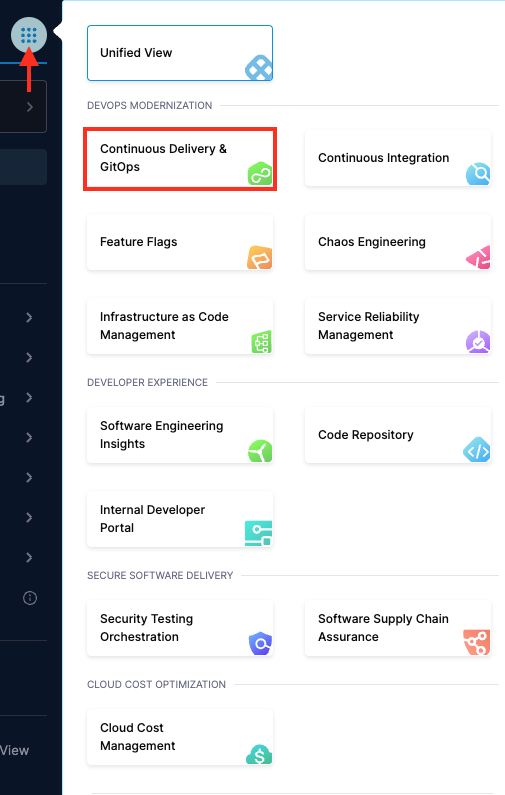 Unified View
DEVOPS MODERNIZATION
Continuous Delivery &
GitOps
Continuous Integration
Feature Flags
Chaos Engineering
Infrastructure as Code
Management
Service Reliability
Management
DEVELOPER EXPERIENCE
Software Engineering
Insights
Code Repository
Internal Developer
Portal
SECURE SOFTWARE DELIVERY
Security Testing
Orchestration
Software Supply Chain
Assurance
CLOUD COST OPTIMIZATION
Cloud Cost
Management
g
View